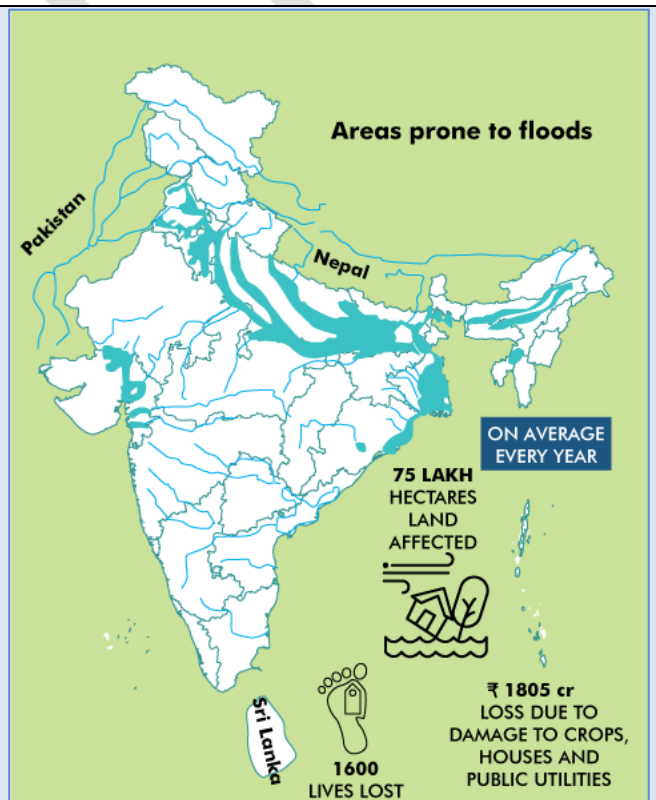 Areas prone to floods
Pakistan
Nepal
ON AVERAGE
EVERY YEAR
75 LAKH
HECTARES
LAND
AFFECTED
Sri Lanka
1600
LIVES LOST
₹ 1805 cr
LOSS DUE TO
DAMAGE TO CROPS,
HOUSES AND
PUBLIC UTILITIES